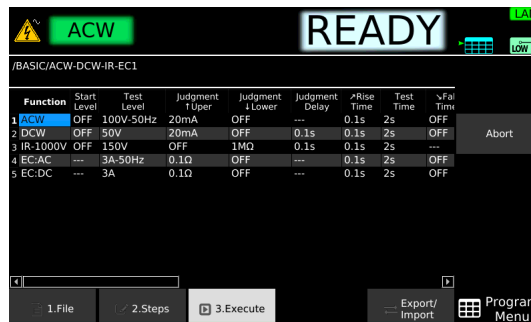 ACW
READY
LAN
LOW
/BASIC/ACW-DCW-IR-EC1
Function Start Level Test Level Judgment ↑Uper Judgment ↓Lower Judgment Delay ↗Rise Time Test Time ↘Fal Time
1 ACW OFF 100V-50Hz 20mA OFF --- 0.1s 2s OFF
2 DCW OFF 50V 20mA OFF 0.1s 0.1s 2s OFF
3 IR-1000V OFF 150V OFF 1MΩ 0.1s 0.1s 2s ---
4 EC:AC --- 3A-50Hz 0.1Ω OFF --- 0.1s 2s OFF
5 EC:DC --- 3A 0.1Ω OFF --- 0.1s 2s OFF
Abort
1.File
2.Steps
3.Execute
Export/
Import
Program
Menu